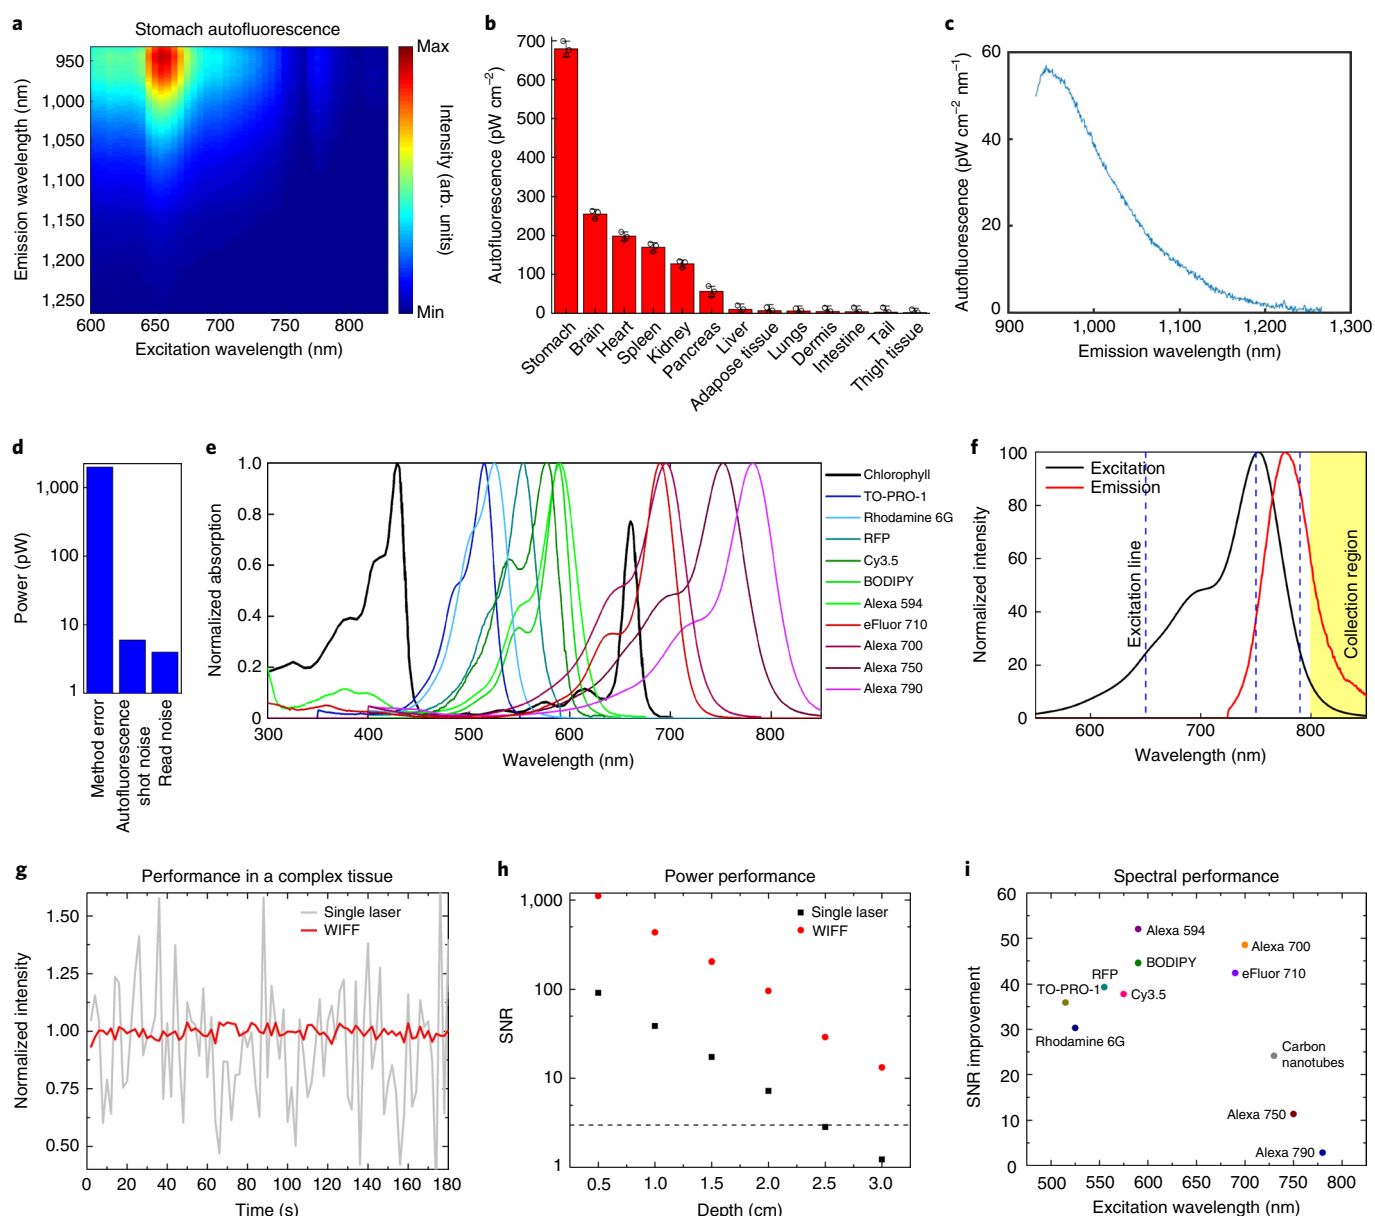 a
Stomach autofluorescence
Emission wavelength (nm)
950
1,000
1,050
1,100
1,150
1,200
1,250
600
650
700
750
800
Excitation wavelength (nm)
Max
Min
Intensity (arb. units)
b
Autofluorescence (pW cm⁻²)
700
600
500
400
300
200
100
0
Stomach
Brain
Heart
Spleen
Kidney
Pancreas
Liver
Adapose tissue
Lungs
Dermis
Intestine
Tail
Thigh tissue
c
Autofluorescence (pW cm⁻² nm⁻¹)
60
40
20
0
900
1,000
1,100
1,200
1,300
Emission wavelength (nm)
d
Power (pW)
1,000
100
10
1
Method error
Autofluorescence
shot noise
Read noise
e
Normalized absorption
1.0
0.8
0.6
0.4
0.2
0
300
400
500
600
700
800
Wavelength (nm)
Chlorophyll
TO-PRO-1
Rhodamine 6G
RFP
Cy3.5
BODIPY
Alexa 594
eFluor 710
Alexa 700
Alexa 750
Alexa 790
f
Normalized intensity
100
80
60
40
20
0
600
700
800
Wavelength (nm)
Excitation
Emission
Excitation line
Collection region
g
Performance in a complex tissue
Normalized intensity
1.50
1.25
1.00
0.75
0.50
0
20
40
60
80
100
120
140
160
180
Time (s)
Single laser
WIFF
h
Power performance
SNR
1,000
100
10
1
0.5
1.0
1.5
2.0
2.5
3.0
Depth (cm)
Single laser
WIFF
i
Spectral performance
SNR improvement
60
50
40
30
20
10
0
500
550
600
650
700
750
800
Excitation wavelength (nm)
Alexa 594
Alexa 700
BODIPY
eFluor 710
RFP
TO-PRO-1
Cy3.5
Rhodamine 6G
Carbon
nanotubes
Alexa 750
Alexa 790